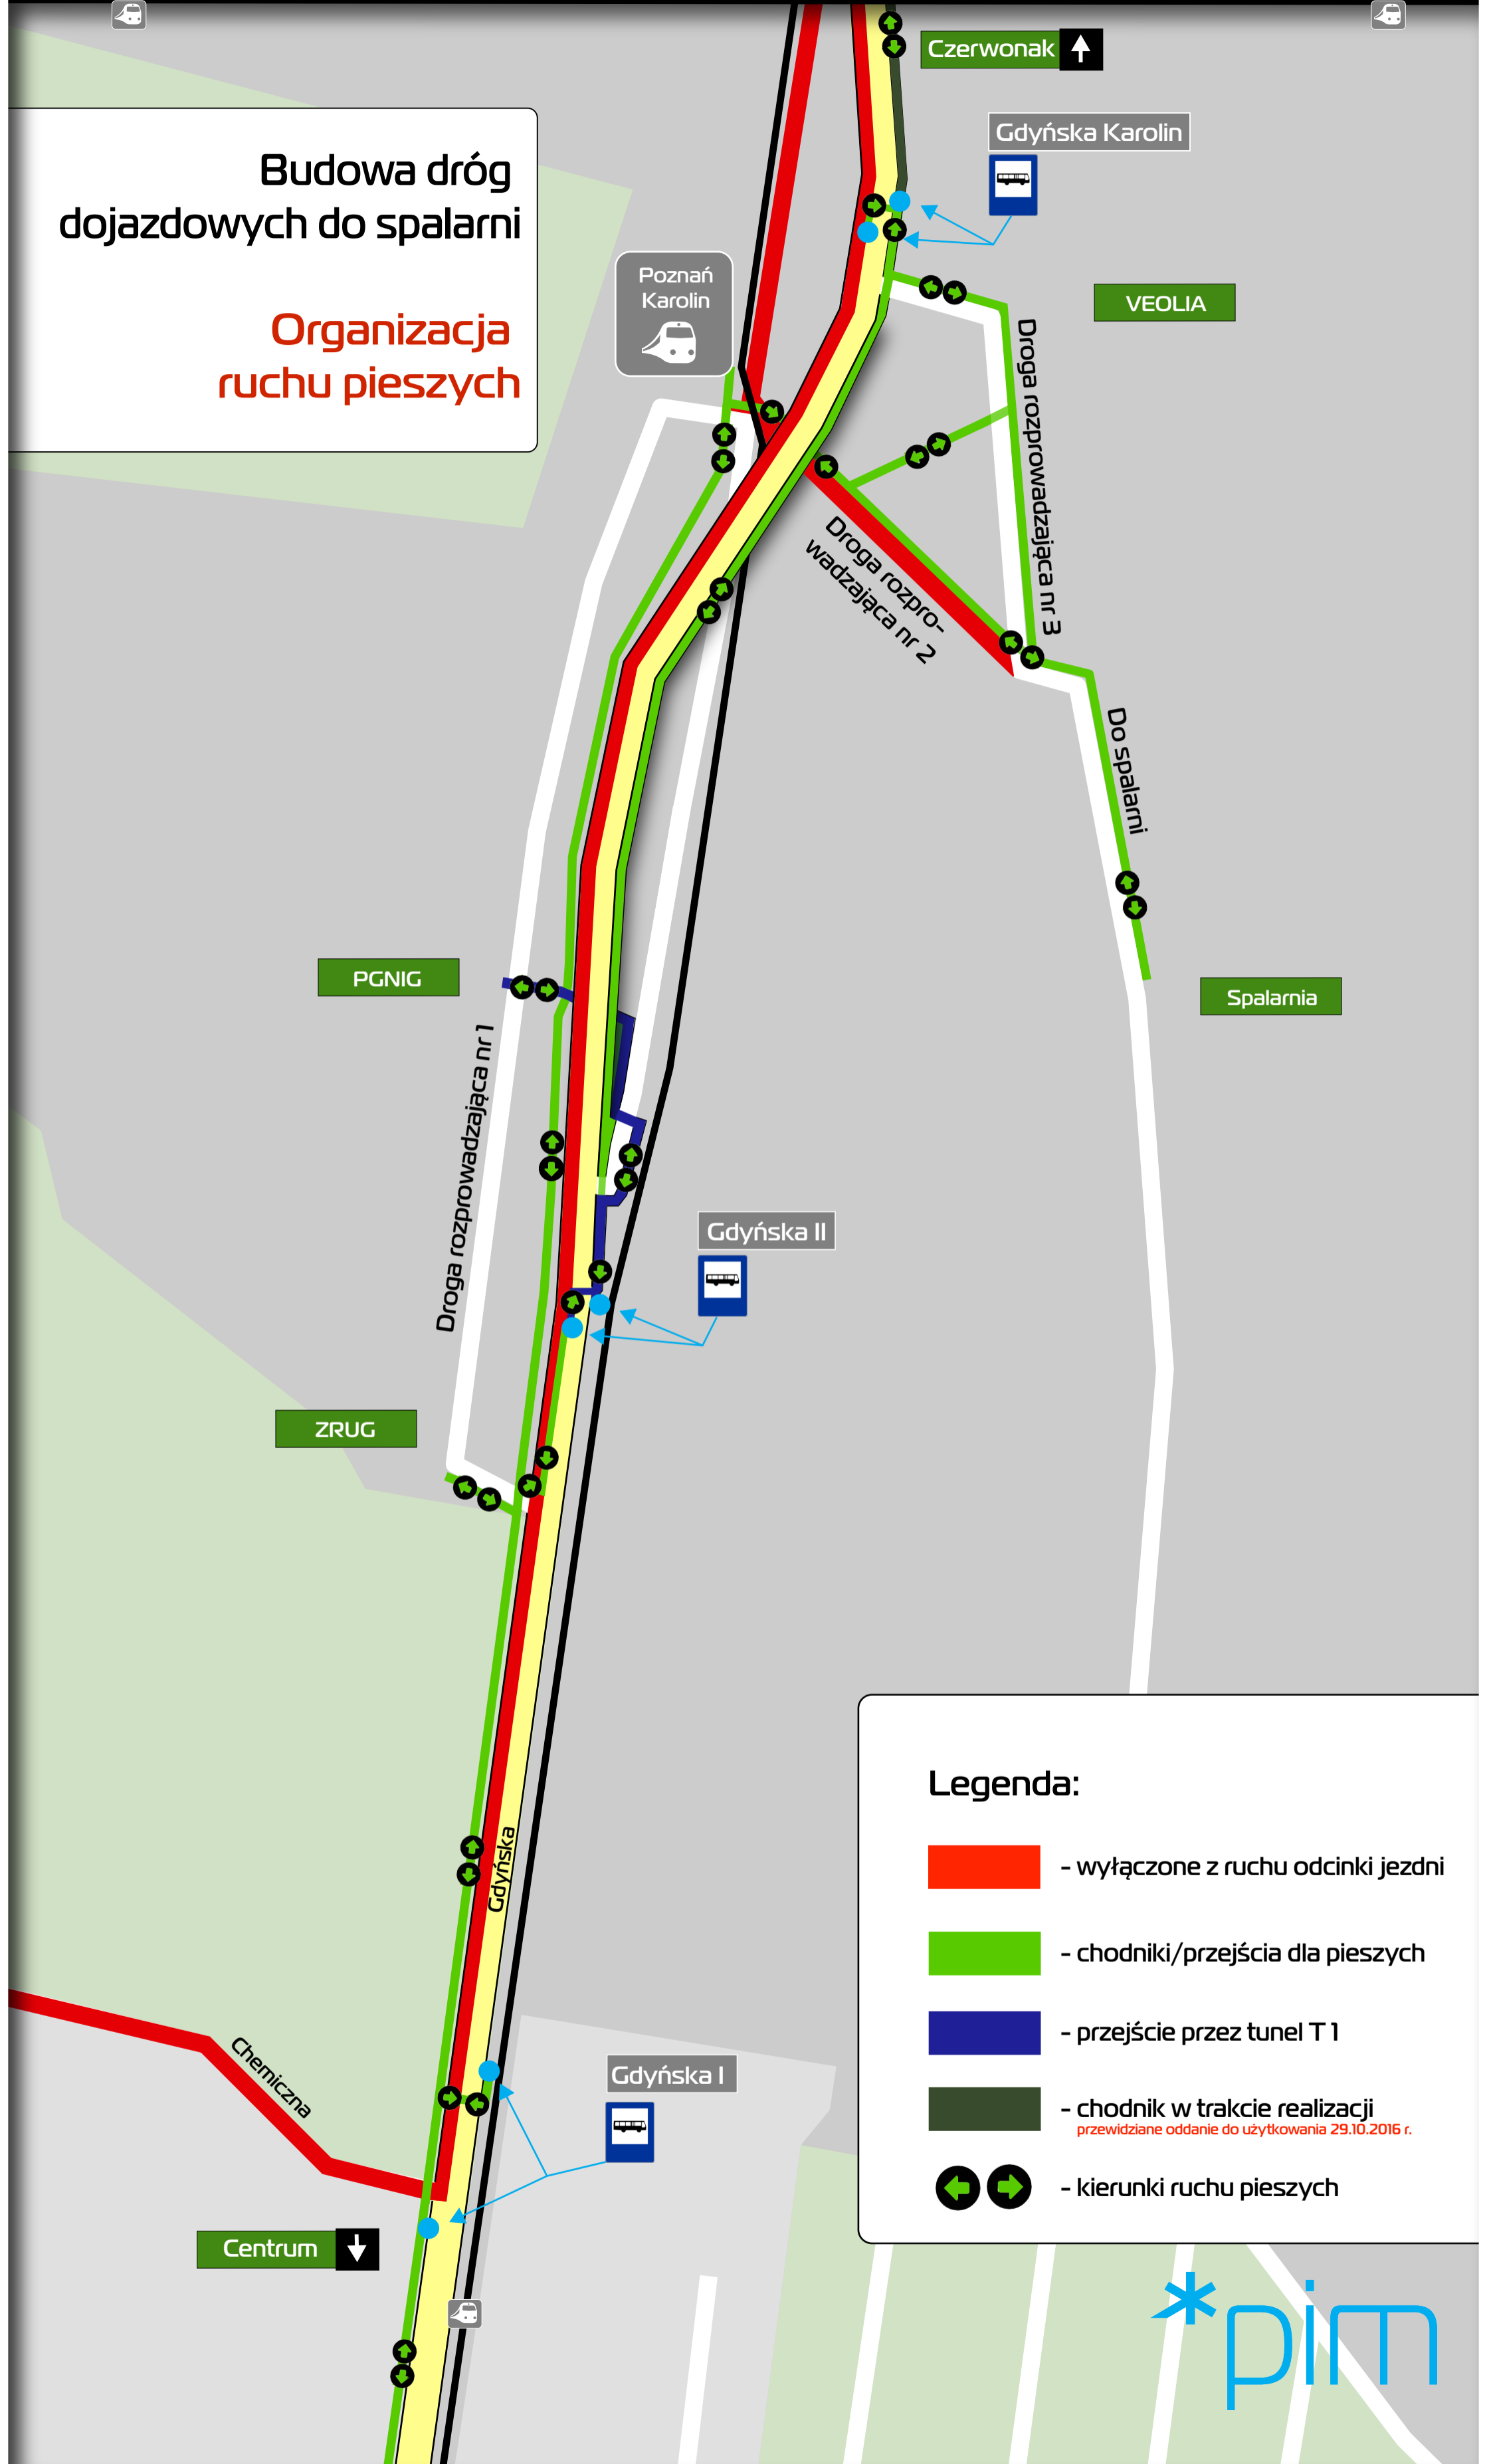 Czerwonak
Gdyńska Karolin
Budowa dróg
dojazdowych do spalarni
Organizacja
ruchu pieszych
Poznań
Karolin
VEOLIA
Droga rozprowadzająca nr 3
Droga rozpro-
wadzająca nr 2
Do spalarni
PGNIG
Spalarnia
Droga rozprowadzająca nr 1
Gdyńska II
ZRUG
Gdyńska
Chemiczna
Gdyńska I
Centrum
Legenda:
- wyłączone z ruchu odcinki jezdni
- chodniki/przejścia dla pieszych
- przejście przez tunel T 1
- chodnik w trakcie realizacji
przewidziane oddanie do użytkowania 29.10.2016 r.
- kierunki ruchu pieszych
*pim